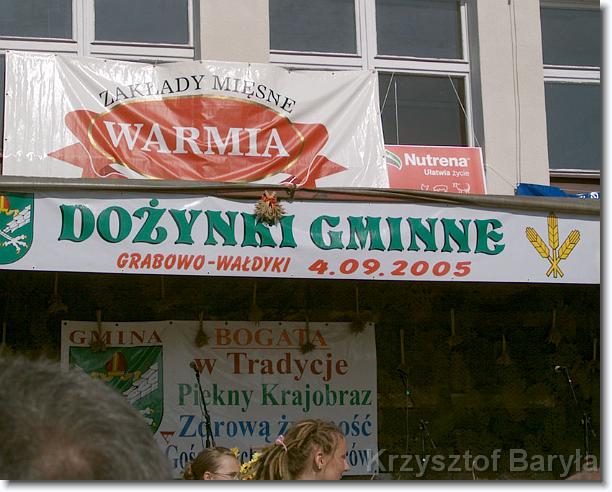 ZAKŁADY MIĘSNE
WARMIA
Nutrena
Ułatwia życie
DOŻYNKI GMINNE
GRABOWO-WAŁDYKI 4.09.2005
GMINA BOGATA
w Tradycje
Piękny Krajobraz
Zdrową
Krzysztof Baryła